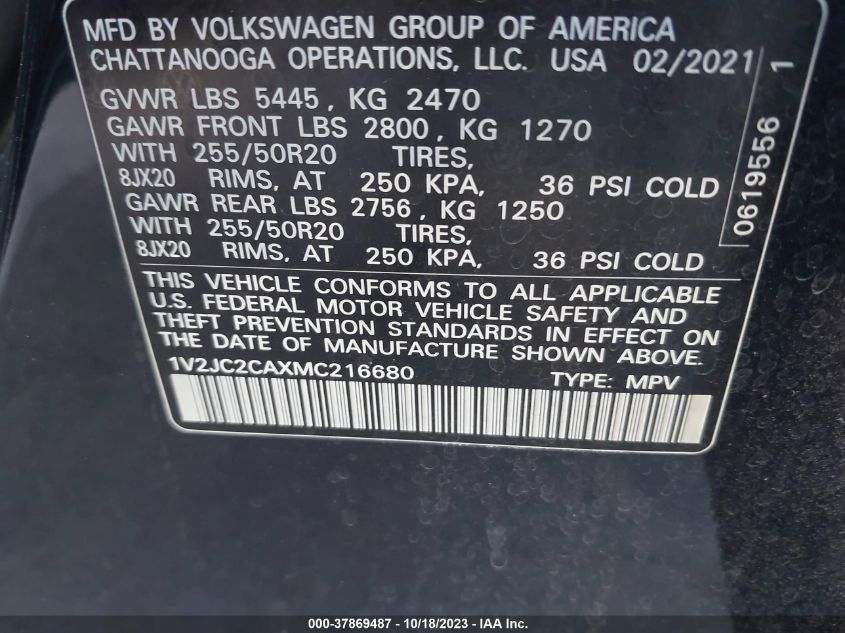 MFD BY VOLKSWAGEN GROUP OF AMERICA
CHATTANOOGA OPERATIONS, LLC. USA 02/2021
GVWR LBS 5445, KG 2470
GAWR FRONT LBS 2800, KG 1270
WITH 255/50R20 TIRES,
8JX20 RIMS, AT 250 KPA, 36 PSI COLD
GAWR REAR LBS 2756, KG 1250
WITH 255/50R20 TIRES,
8JX20 RIMS, AT 250 KPA, 36 PSI COLD
THIS VEHICLE CONFORMS TO ALL APPLICABLE
U.S. FEDERAL MOTOR VEHICLE SAFETY AND
THEFT PREVENTION STANDARDS IN EFFECT ON
THE DATE OF MANUFACTURE SHOWN ABOVE.
1V2JC2CAXMC216680 TYPE: MPV
0619556 1
000-37869487 - 10/18/2023 - IAA Inc.